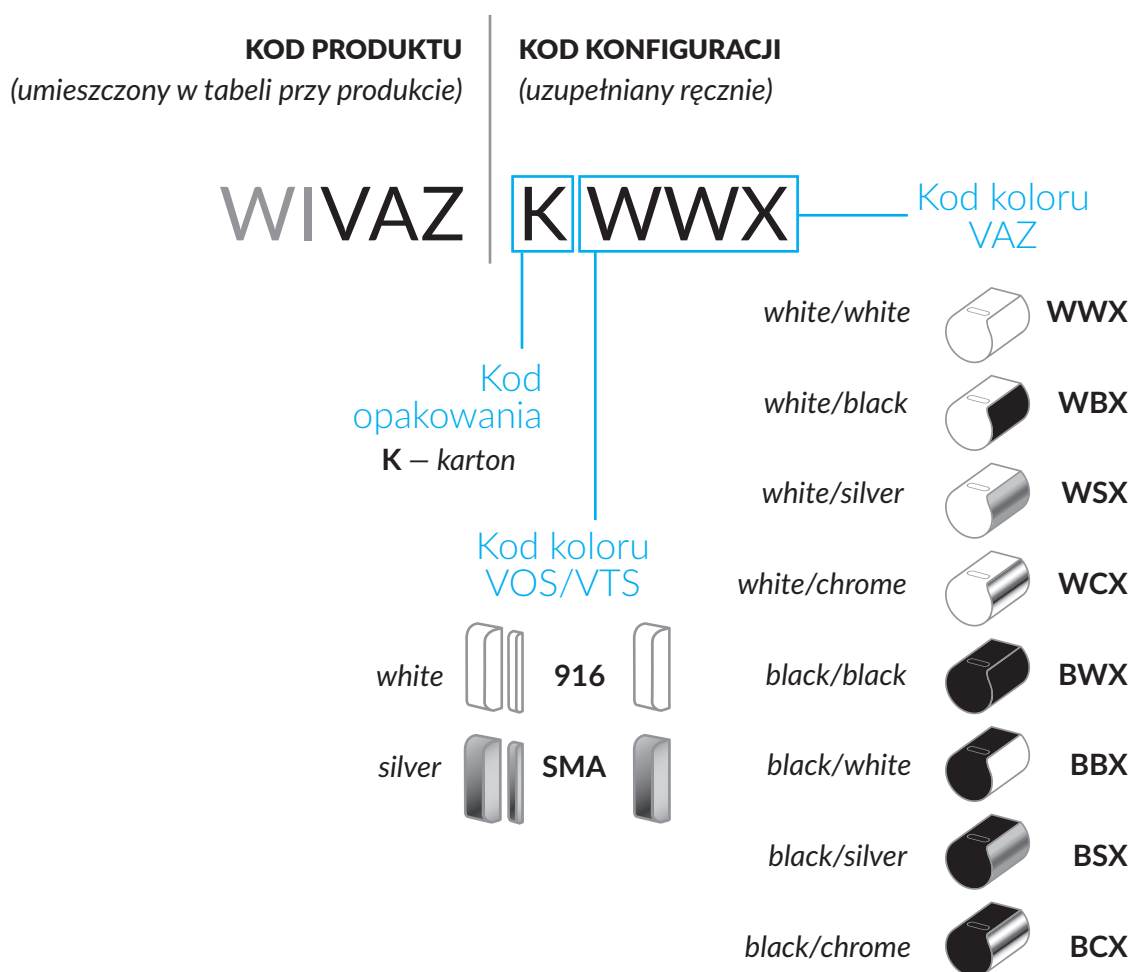 KOD PRODUKTU
(umieszczony w tabeli przy produkcie)
KOD KONFIGURACJI
(uzupełniany ręcznie)
WIVAZ KWWX
Kod koloru
VAZ
white/white WWX
white/black WBX
white/silver WSX
white/chrome WCX
black/black BWX
black/white BBX
black/silver BSX
black/chrome BCX
Kod
opakowania
K — karton
Kod koloru
VOS/VTS
white 916
silver SMA